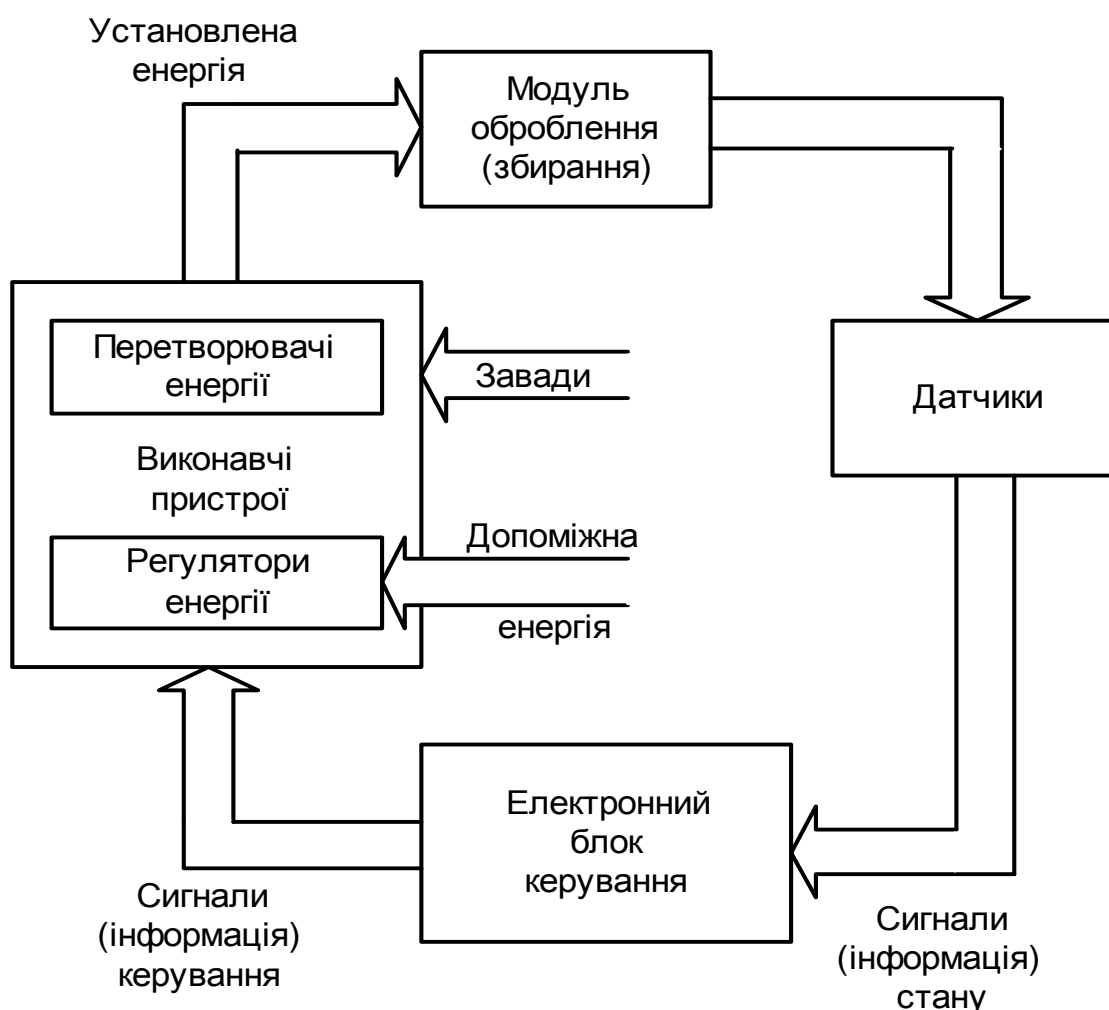 Установлена
енергія
Модуль
оброблення
(збирання)
Перетворювачі
енергії
Завади
Датчики
Виконавчі
пристрої
Допоміжна
енергія
Регулятори
енергії
Електронний
блок
керування
Сигнали
(інформація)
керування
Сигнали
(інформація)
стану